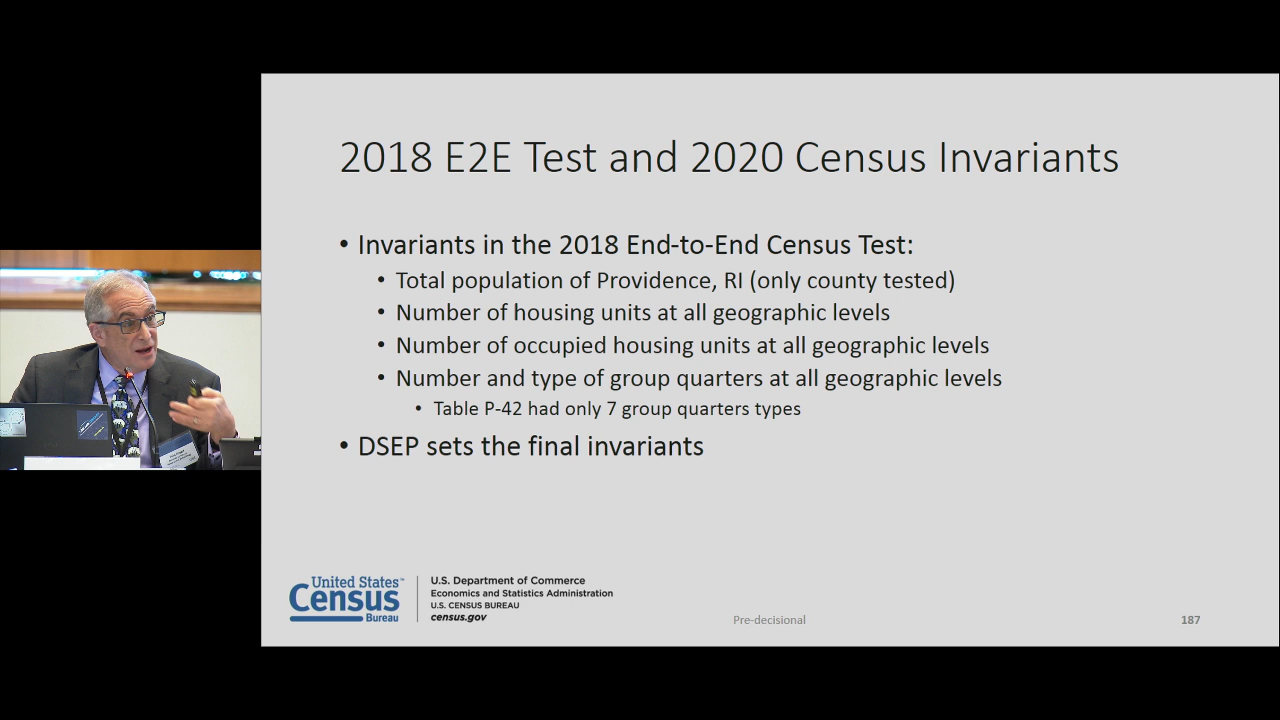 2018 E2E Test and 2020 Census Invariants
• Invariants in the 2018 End-to-End Census Test:
• Total population of Providence, RI (only county tested)
• Number of housing units at all geographic levels
• Number of occupied housing units at all geographic levels
• Number and type of group quarters at all geographic levels
• Table P-42 had only 7 group quarters types
• DSEP sets the final invariants
United States™
Census
Bureau
U.S. Department of Commerce
Economics and Statistics Administration
U.S. CENSUS BUREAU
census.gov
Pre-decisional
187